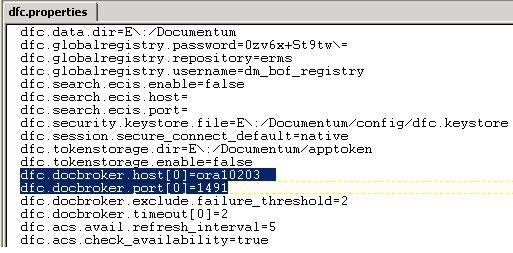 dfc.properties
dfc.data.dir=E\:/Documentum
dfc.globalregistry.password=0zv6x+St9tw\=
dfc.globalregistry.repository=erms
dfc.globalregistry.username=dm_bof_registry
dfc.search.ecis.enable=false
dfc.search.ecis.host=
dfc.search.ecis.port=
dfc.security.keystore.file=E\:/Documentum/config/dfc.keystore
dfc.session.secure_connect_default=native
dfc.tokenstorage.dir=E\:/Documentum/apptoken
dfc.tokenstorage.enable=false
dfc.docbroker.host[0]=ora10203
dfc.docbroker.port[0]=1491
dfc.docbroker.exclude.failure_threshold=2
dfc.docbroker.timeout[0]=2
dfc.acs.avail.refresh_interval=5
dfc.acs.check_availability=true